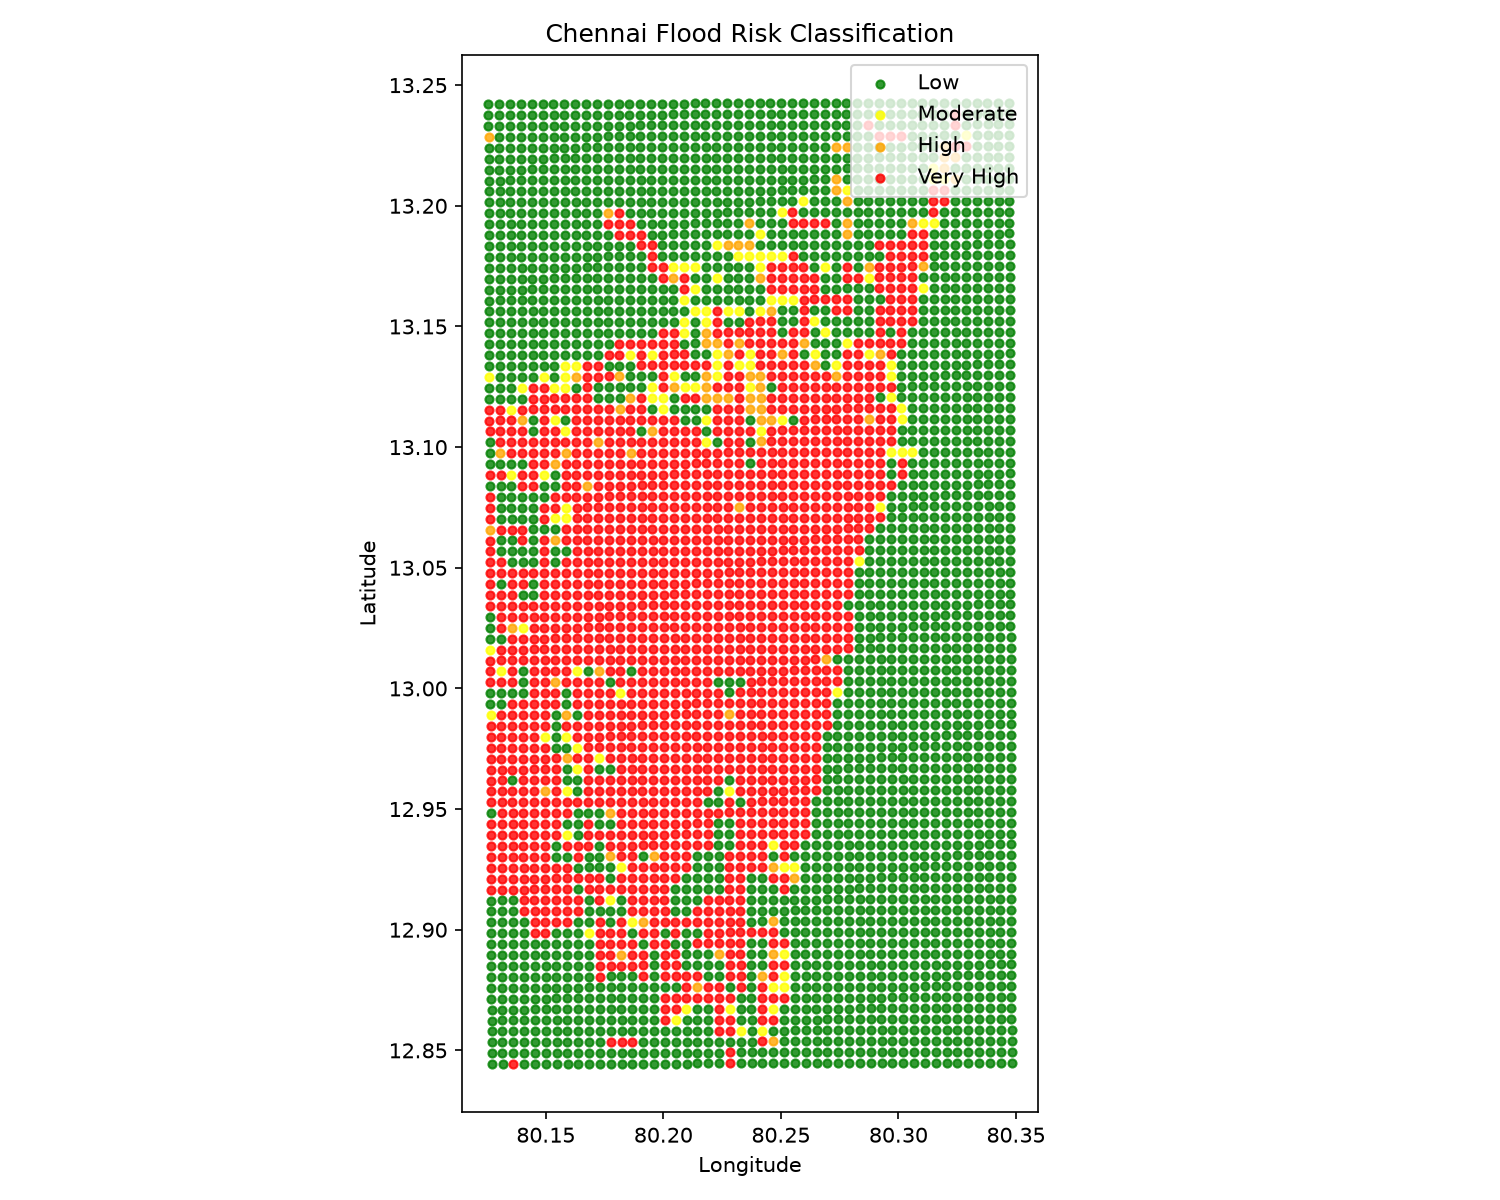 Chennai Flood Risk Classification
Low
Moderate
High
Very High
13.25
13.20
13.15
13.10
13.05
13.00
12.95
12.90
12.85
Latitude
80.15 80.20 80.25 80.30 80.35
Longitude